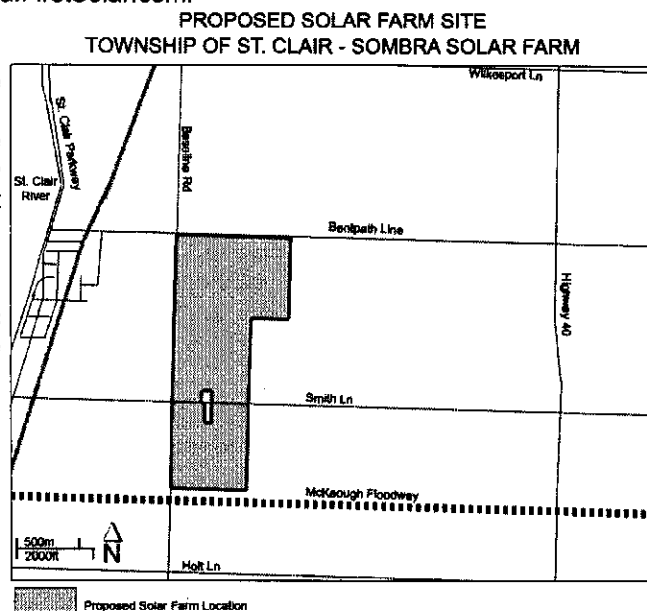 PROPOSED SOLAR FARM SITE
TOWNSHIP OF ST. CLAIR - SOMBRA SOLAR FARM
Wilkesport Ln
St. Clair Parkway
Baseline Rd
St. Clair
River
Bentpath Line
Highway 40
Smith Ln
McKeough Floodway
500m
2000ft
N
Holt Ln
Proposed Solar Farm Location